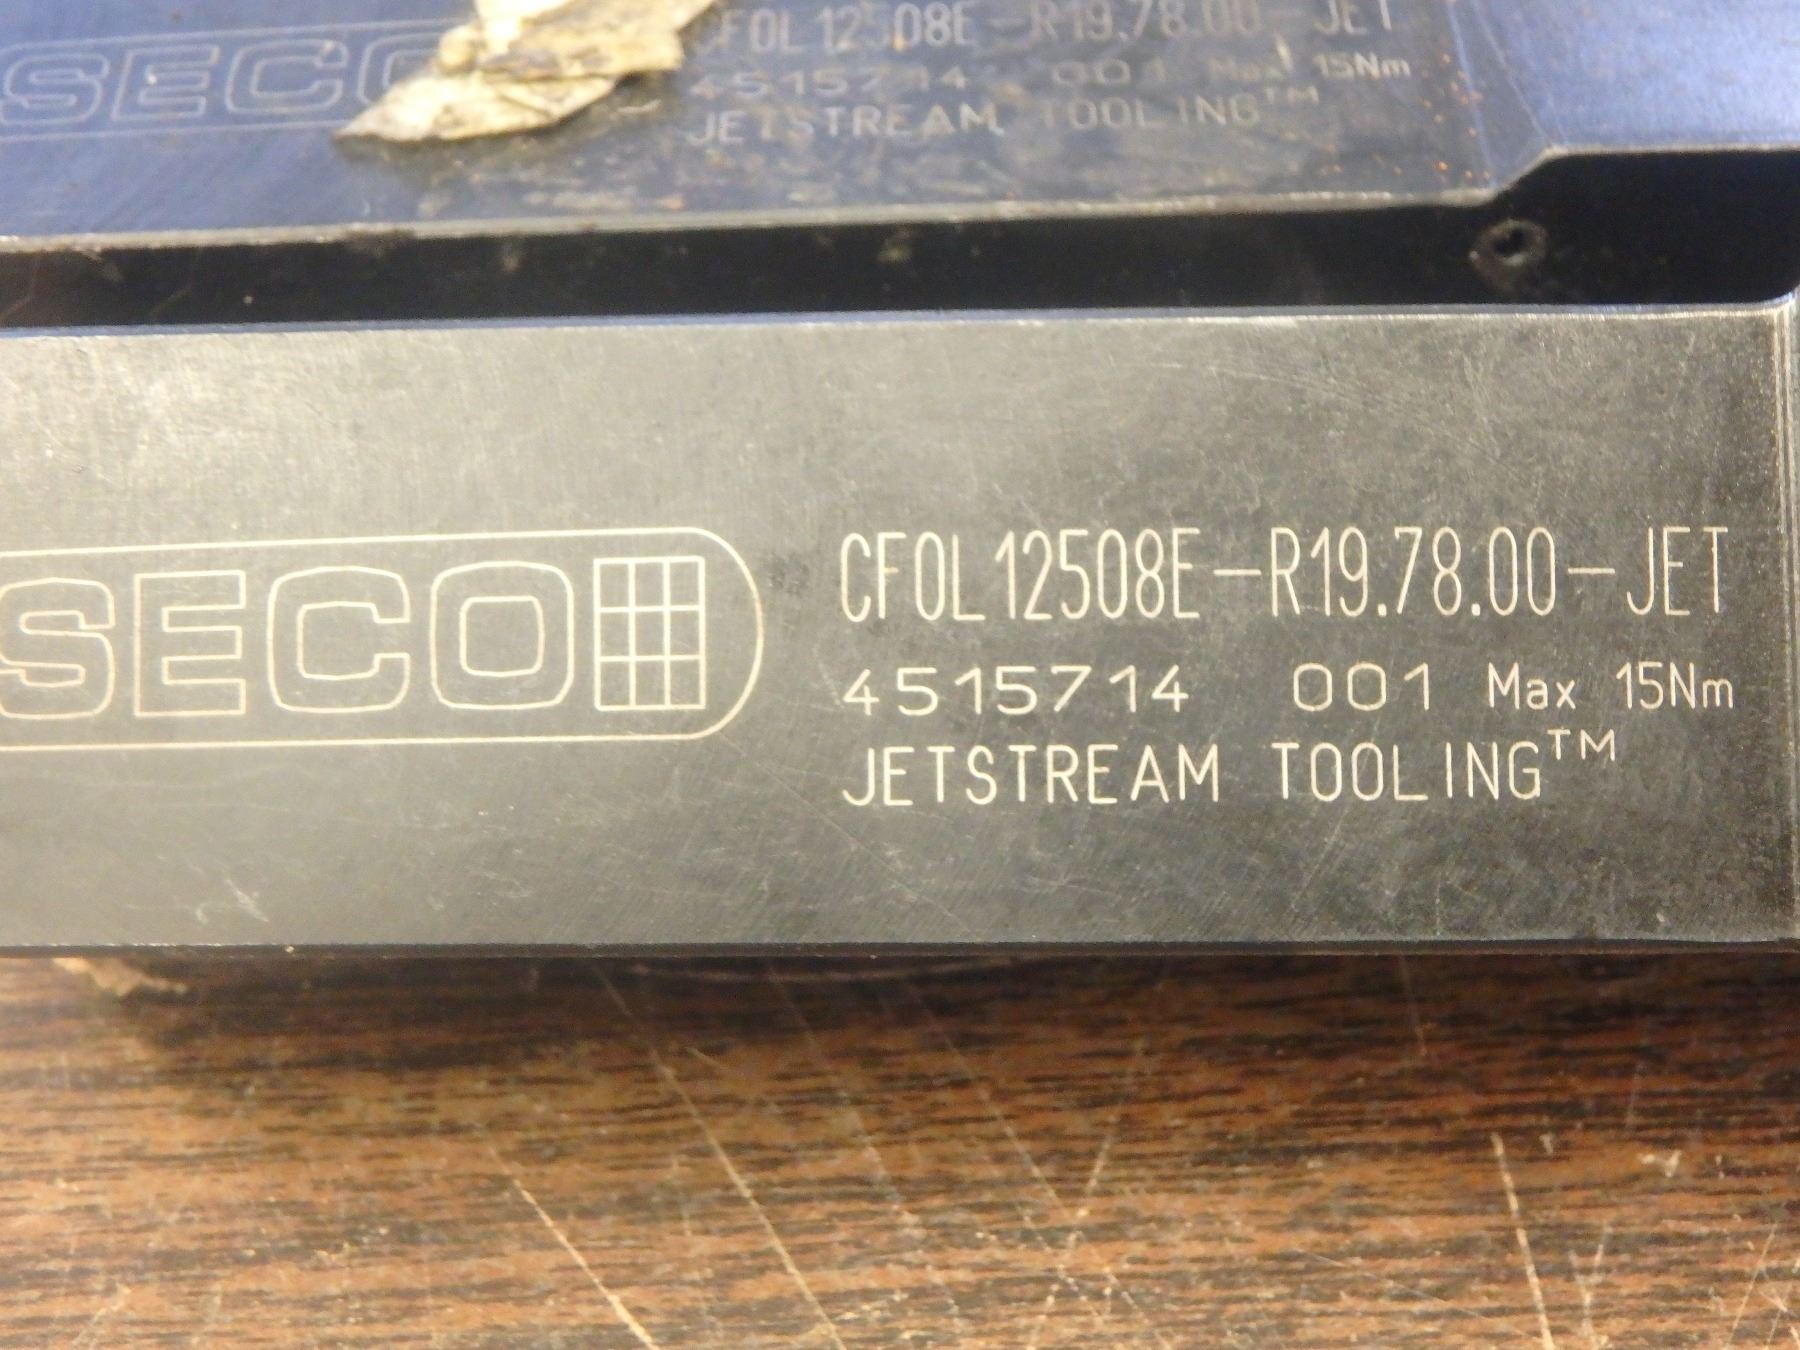 SECO
CFOL12508E-R19.78.00-JET
4515714 001 Max 15Nm
JETSTREAM TOOLING™
SECO
CFOL12508E-R19.78.00-JET
4515714 001 Max 15Nm
JETSTREAM TOOLING™